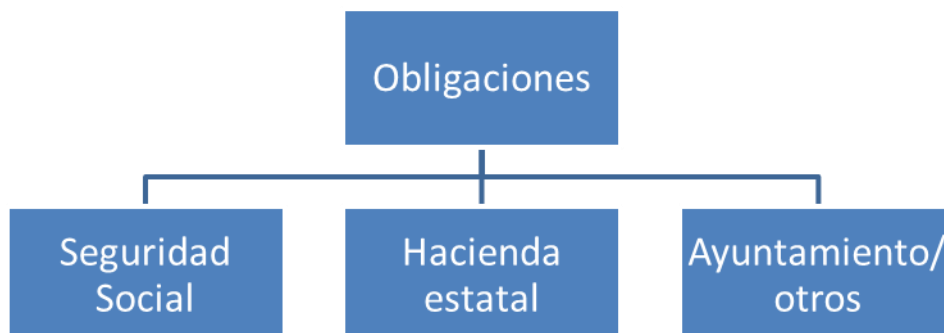 Obligaciones
Seguridad
Social
Hacienda
estatal
Ayuntamiento/
otros